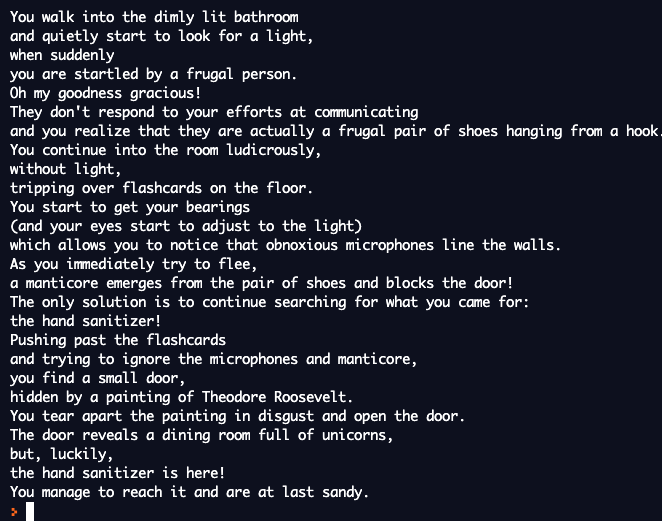 You walk into the dimly lit bathroom
and quietly start to look for a light,
when suddenly
you are startled by a frugal person.
Oh my goodness gracious!
They don't respond to your efforts at communicating
and you realize that they are actually a frugal pair of shoes hanging from a hook.
You continue into the room ludicrously,
without light,
tripping over flashcards on the floor.
You start to get your bearings
(and your eyes start to adjust to the light)
which allows you to notice that obnoxious microphones line the walls.
As you immediately try to flee,
a manticore emerges from the pair of shoes and blocks the door!
The only solution is to continue searching for what you came for:
the hand sanitizer!
Pushing past the flashcards
and trying to ignore the microphones and manticore,
you find a small door,
hidden by a painting of Theodore Roosevelt.
You tear apart the painting in disgust and open the door.
The door reveals a dining room full of unicorns,
but, luckily,
the hand sanitizer is here!
You manage to reach it and are at last sandy.
>